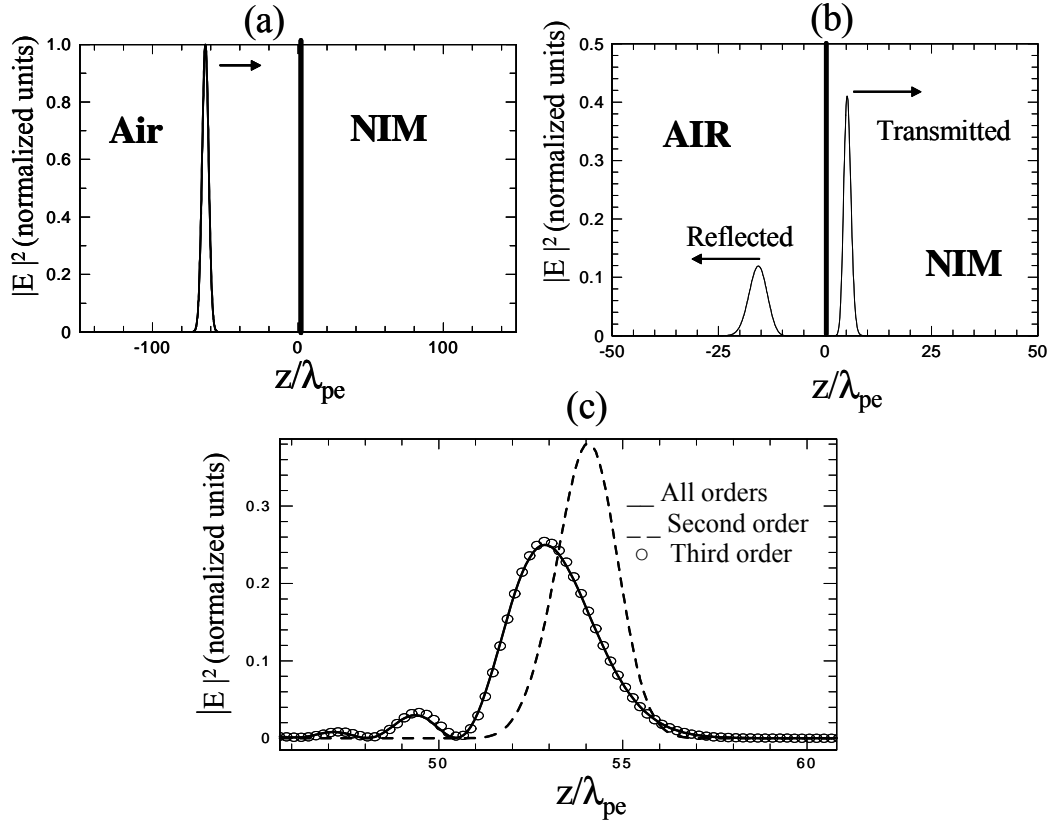 (a)
|E |² (normalized units)
1.0
0.8
0.6
0.4
0.2
0
Air
NIM
-100
0
100
z/λpe
(b)
|E |² (normalized units)
0.5
0.4
0.3
0.2
0.1
0
AIR
Transmitted
Reflected
NIM
-50
-25
0
25
50
z/λpe
(c)
|E |² (normalized units)
0.3
0.2
0.1
0
All orders
Second order
Third order
50
55
60
z/λpe